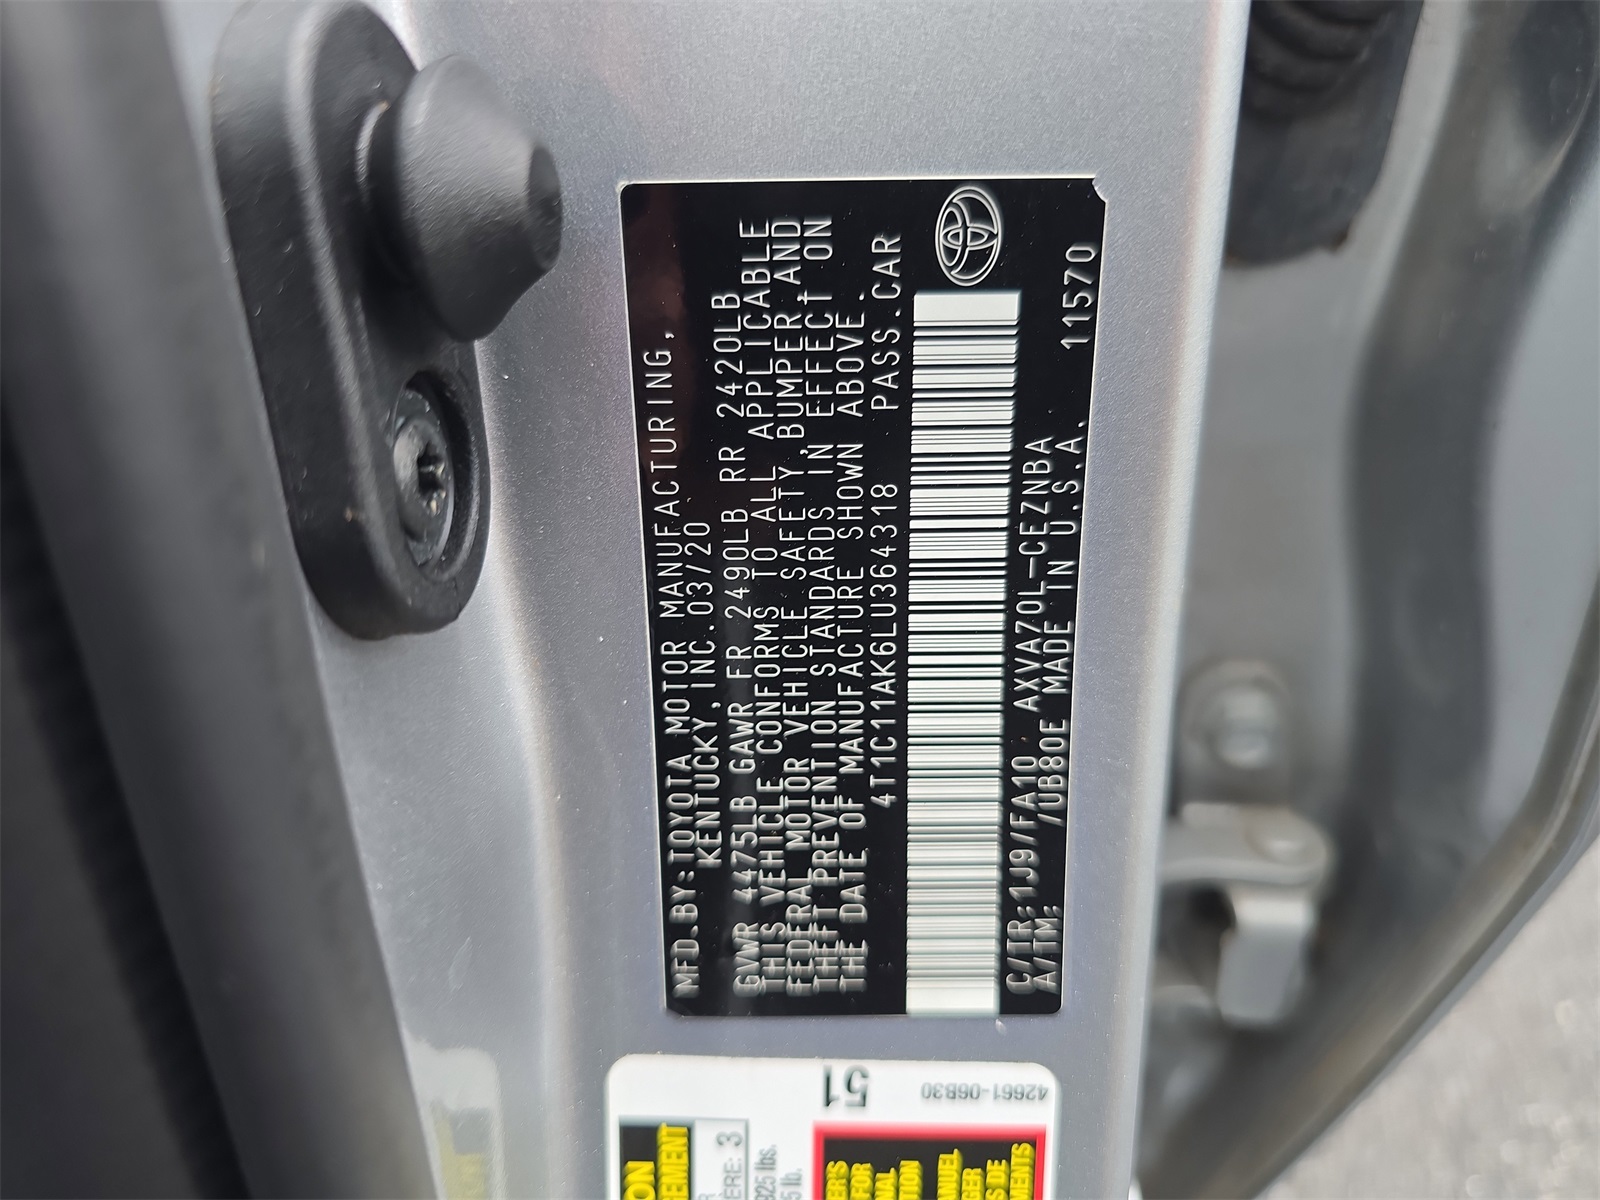 MFD.BY:TOYOTA MOTOR MANUFACTURING,
KENTUCKY, INC.03/20
GVWR 4475LB GAWR FR 2490LB RR 2420LB
THIS VEHICLE CONFORMS TO ALL APPLICABLE
FEDERAL MOTOR VEHICLE SAFETY,BUMPER,AND
THEFT PREVENTION STANDARDS IN EFFECT ON
THE DATE OF MANUFACTURE SHOWN ABOVE.
4T1C11AK6LU364318 PASS.CAR
C/TR:1J9/FA10 AXVA70L-CEZNBA 11570
A/TM: /UB80E MADE IN U.S.A.
51
42661-06B30
3